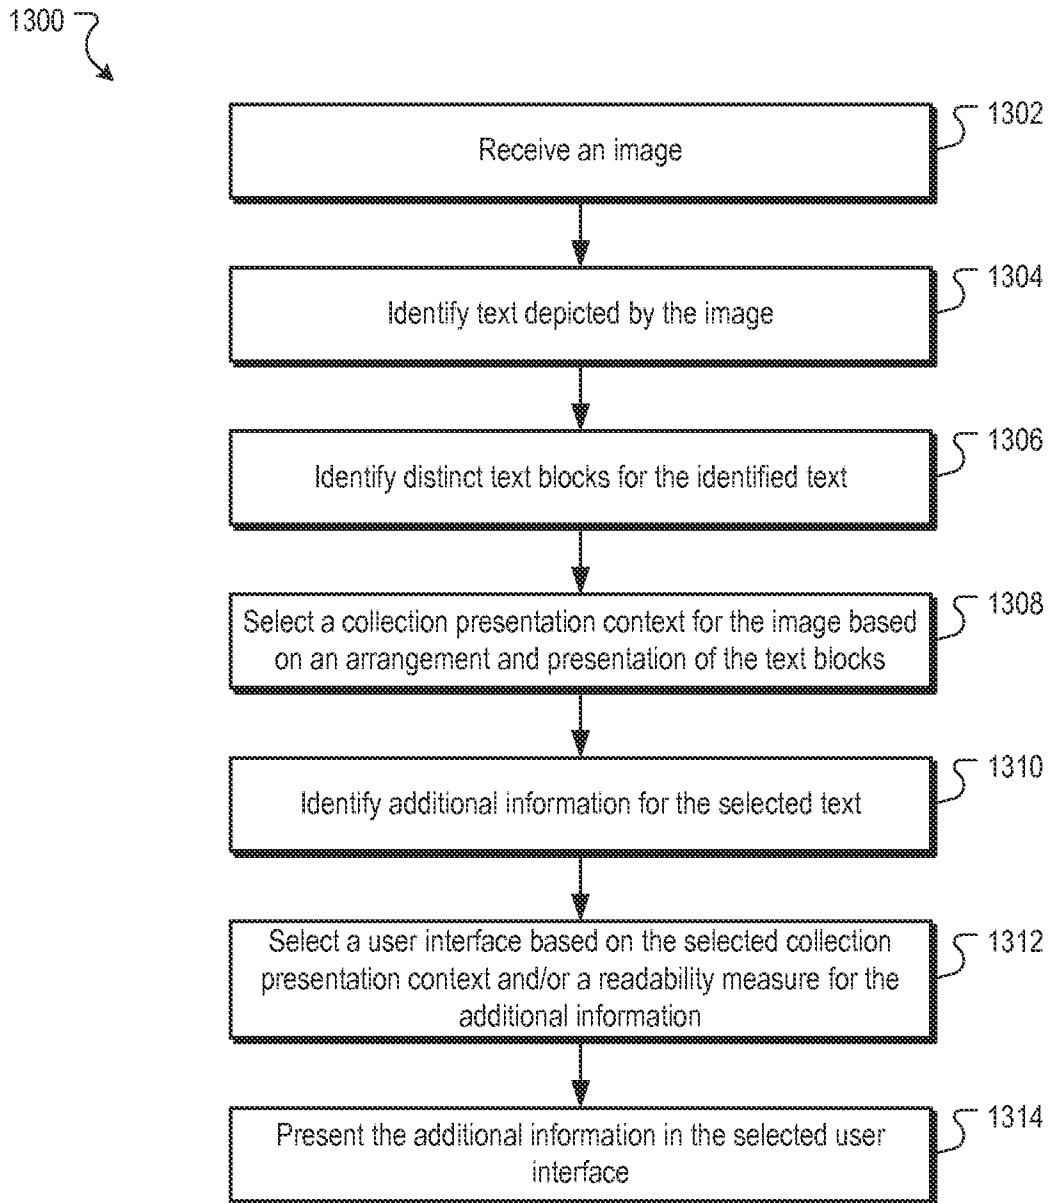 1300
Receive an image
1302
Identify text depicted by the image
1304
Identify distinct text blocks for the identified text
1306
Select a collection presentation context for the image based
on an arrangement and presentation of the text blocks
1308
Identify additional information for the selected text
1310
Select a user interface based on the selected collection
presentation context and/or a readability measure for the
additional information
1312
Present the additional information in the selected user
interface
1314